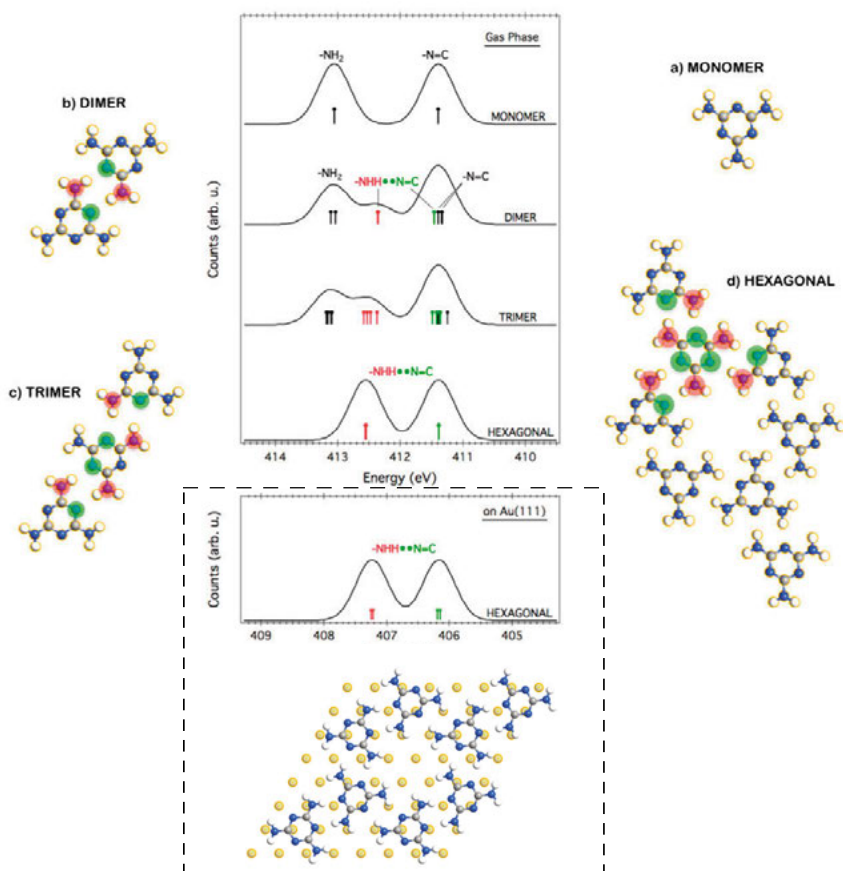 Gas Phase
-NH₂
-N=C
MONOMER
a) MONOMER
b) DIMER
-NH₂
-NHH••N=C
-N=C
DIMER
Counts (arb. u.)
TRIMER
d) HEXAGONAL
c) TRIMER
-NHH••N=C
HEXAGONAL
414 413 412 411 410
Energy (eV)
on Au(111)
-NHH••N=C
Counts (arb. u.)
HEXAGONAL
409 408 407 406 405